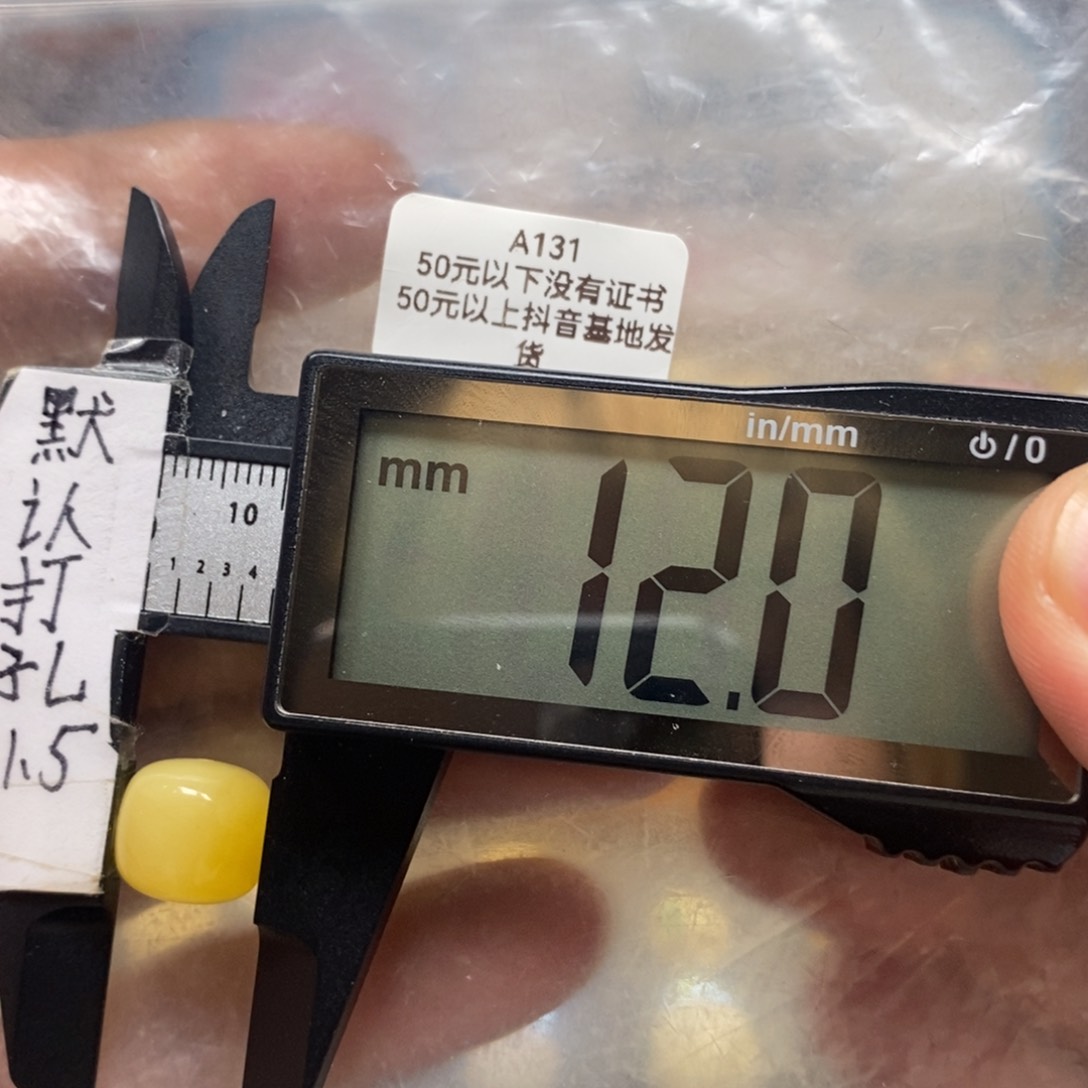 A131
50元以下没有证书
50元以上抖音基地发
货
in/mm
/0
mm
12.0
默
认
打
孔
1.5
10
1 2 3 4